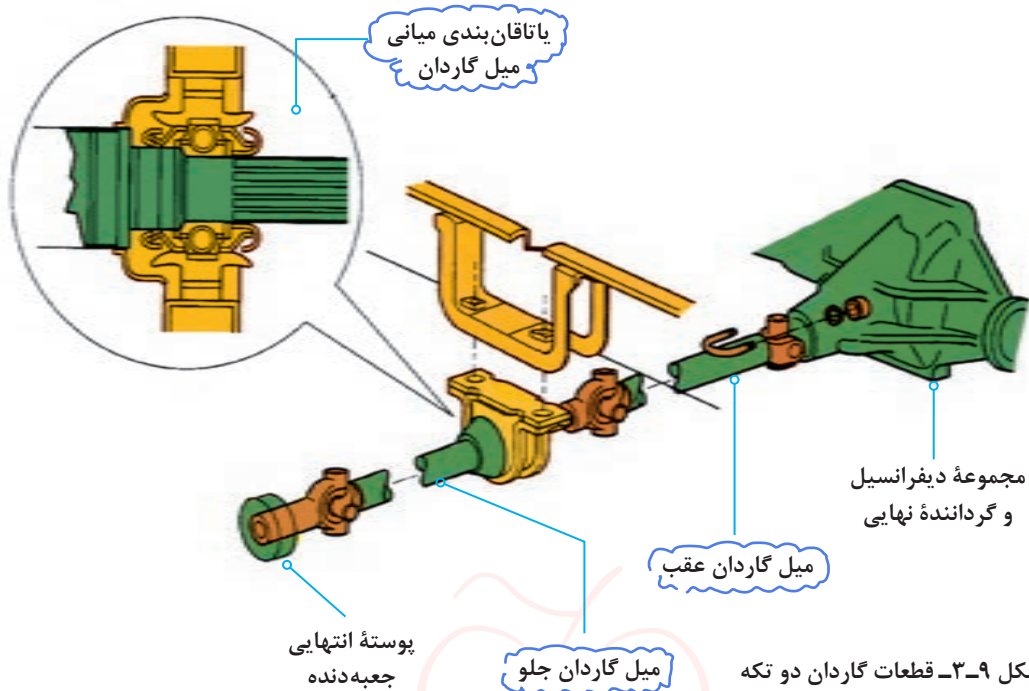 یاتاقان‌بندی میانی
میل گاردان
مجموعهٔ دیفرانسیل
و گردانندهٔ نهایی
میل گاردان عقب
پوستهٔ انتهایی
جعبه‌دنده
میل گاردان جلو
کل ۹ـ۳ـ قطعات گاردان دو تکه